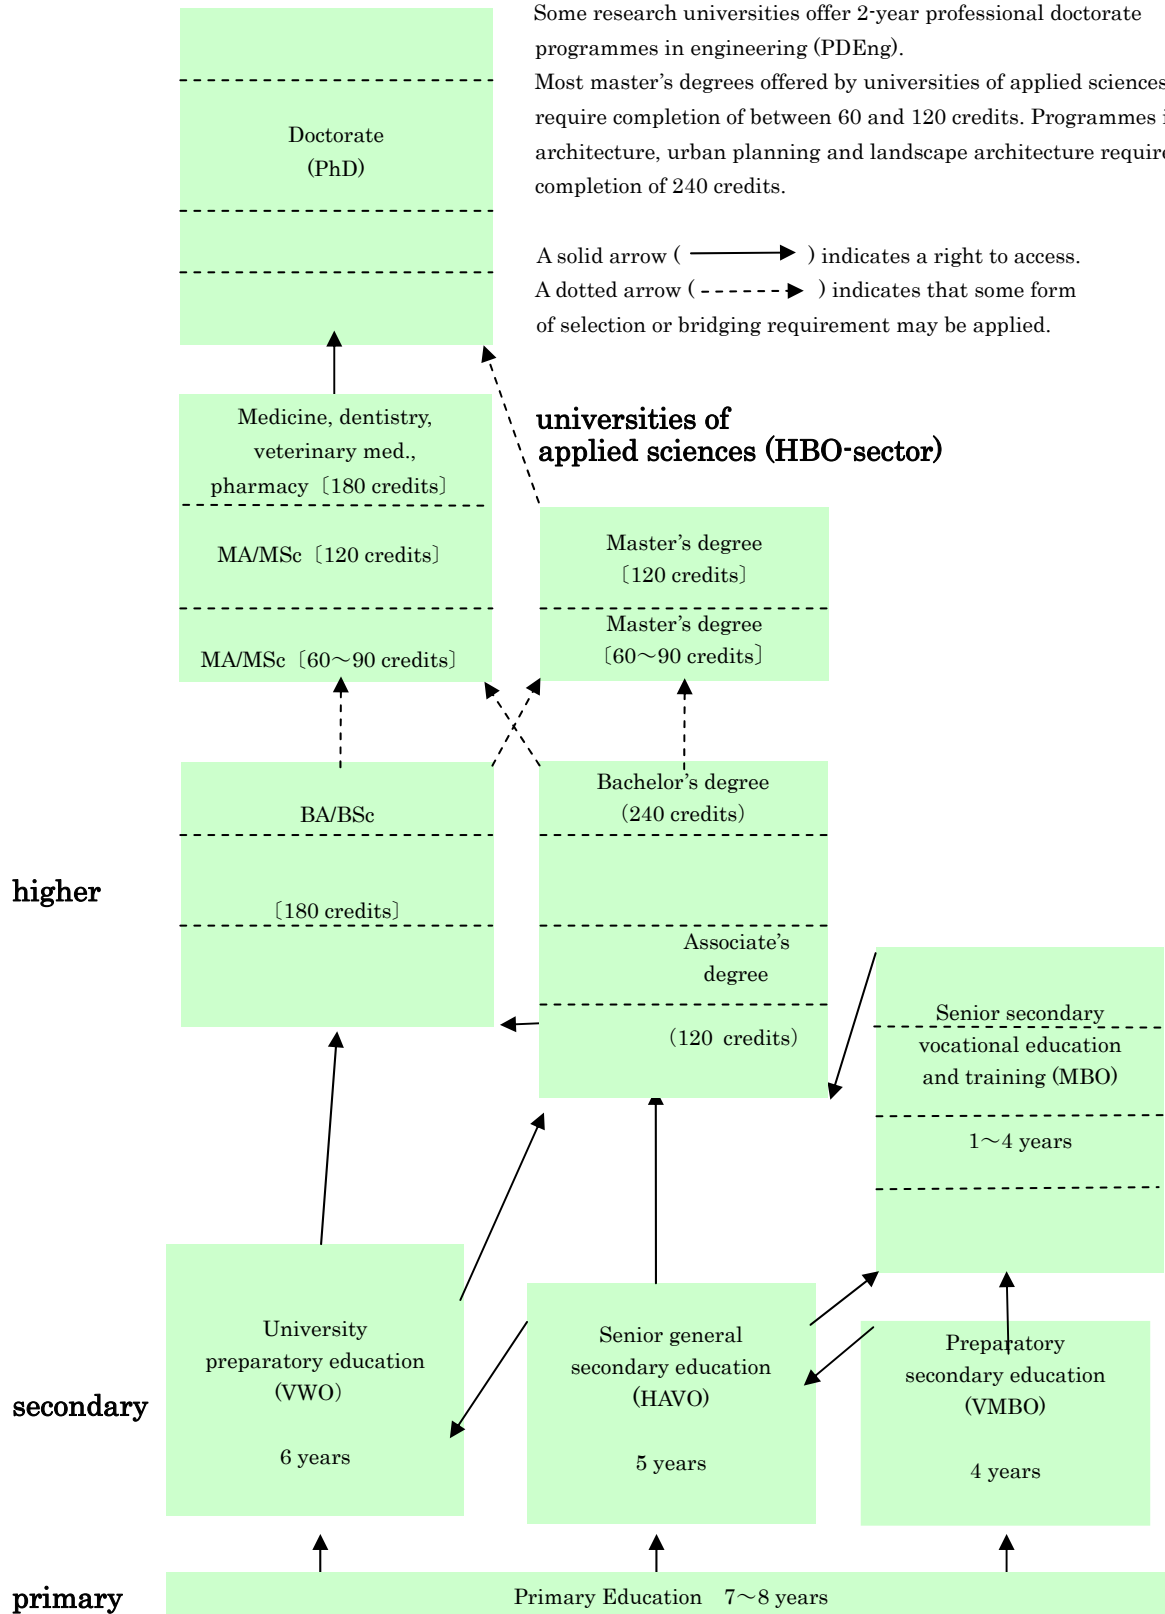 Some research universities offer 2-year professional doctorate
programmes in engineering (PDEng).
Most master's degrees offered by universities of applied sciences
require completion of between 60 and 120 credits. Programmes i
architecture, urban planning and landscape architecture require
completion of 240 credits.
A solid arrow ( ) indicates a right to access.
A dotted arrow ( ) indicates that some form
of selection or bridging requirement may be applied.
Doctorate
(PhD)
universities of
applied sciences (HBO-sector)
Medicine, dentistry,
veterinary med.,
pharmacy〔180 credits〕
MA/MSc〔120 credits〕
MA/MSc〔60～90 credits〕
Master's degree
〔120 credits〕
Master's degree
〔60～90 credits〕
higher
BA/BSc
〔180 credits〕
Bachelor's degree
(240 credits)
Associate's
degree
(120 credits)
Senior secondary
vocational education
and training (MBO)
1～4 years
secondary
University
preparatory education
(VWO)
6 years
Senior general
secondary education
(HAVO)
5 years
Preparatory
secondary education
(VMBO)
4 years
primary
Primary Education 7～8 years